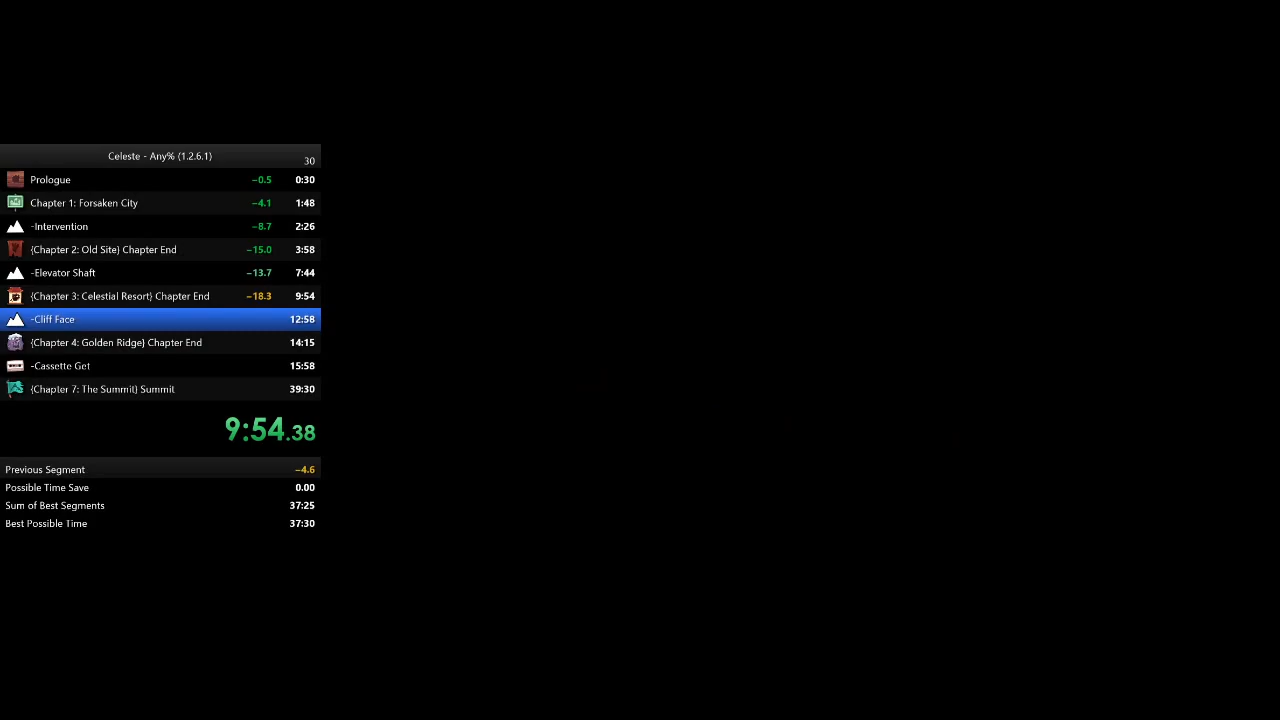 Celeste - Any% (1.2.6.1)
30
Prologue −0.5 0:30
Chapter 1: Forsaken City −4.1 1:48
-Intervention −8.7 2:26
{Chapter 2: Old Site} Chapter End −15.0 3:58
-Elevator Shaft −13.7 7:44
{Chapter 3: Celestial Resort} Chapter End −18.3 9:54
-Cliff Face 12:58
{Chapter 4: Golden Ridge} Chapter End 14:15
-Cassette Get 15:58
{Chapter 7: The Summit} Summit 39:30
9:54.38
Previous Segment −4.6
Possible Time Save 0.00
Sum of Best Segments 37:25
Best Possible Time 37:30